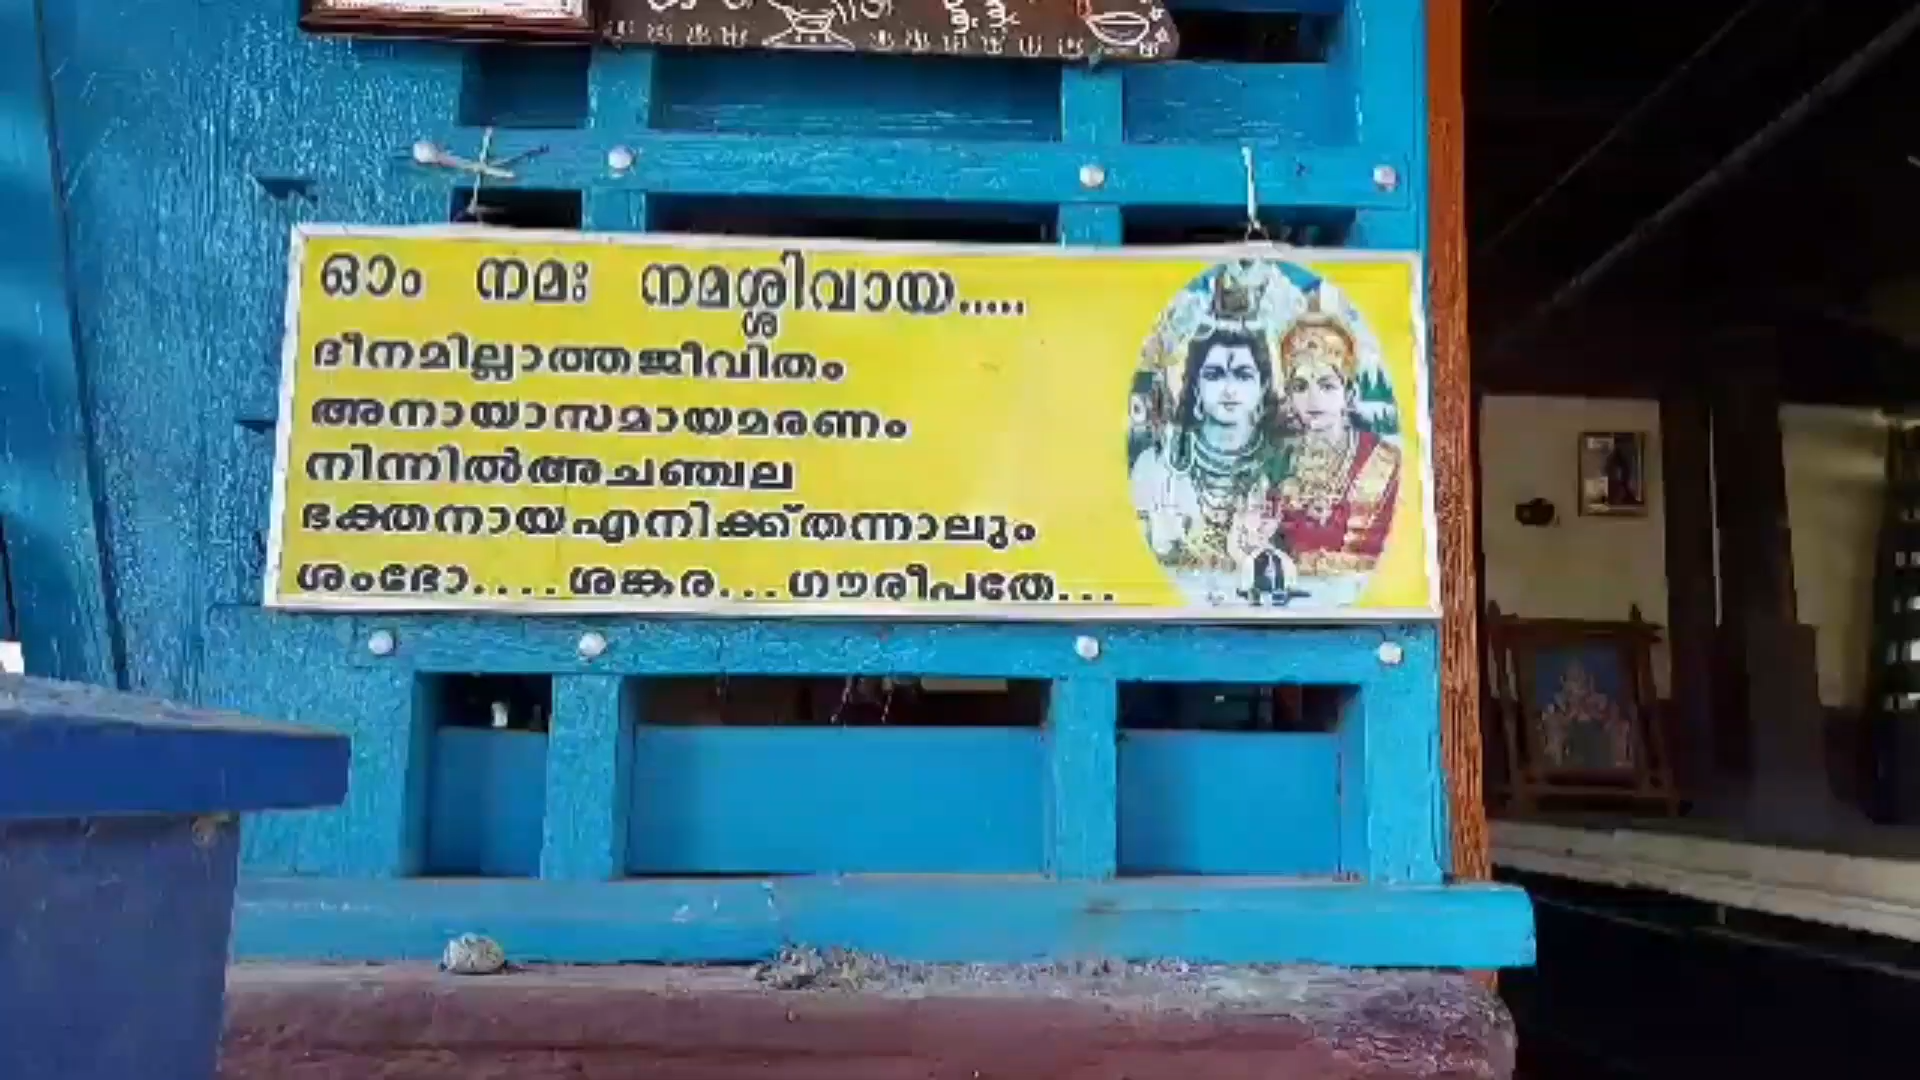 ഓം നമഃ നമശ്ശിവായ.....
ദീനമില്ലാത്തജീവിതം
അനായാസമായമരണം
നിന്നിൽഅചഞ്ചല
ഭക്തനായഎനിക്ക്തന്നാലും
ശംഭോ....ശങ്കര...ഗൗരീപതേ...